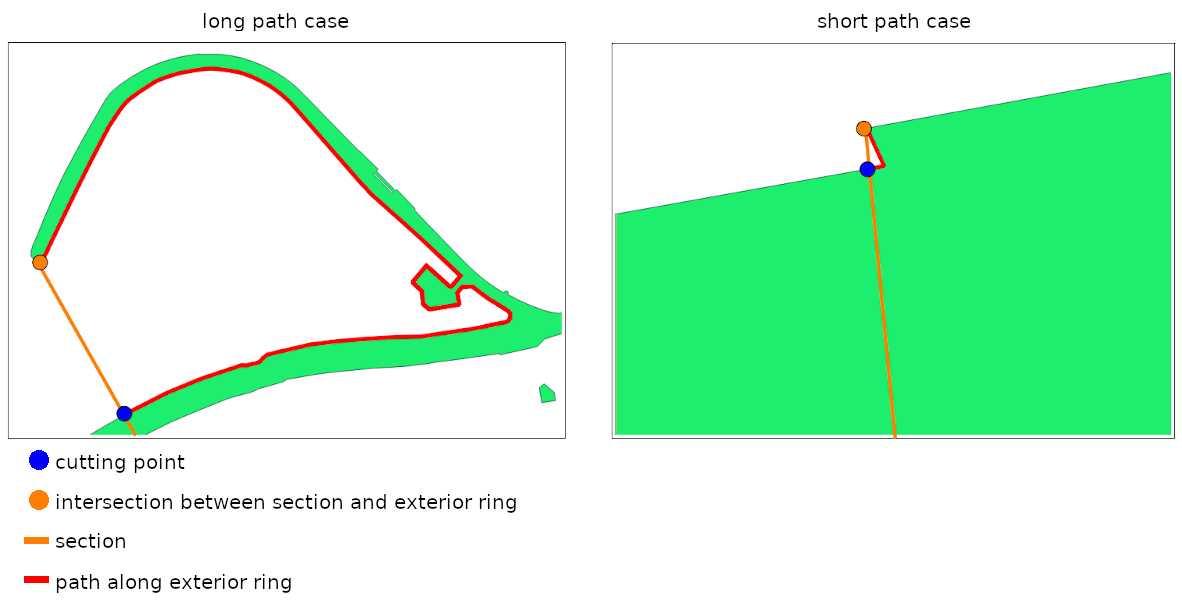 long path case
short path case
cutting point
intersection between section and exterior ring
section
path along exterior ring